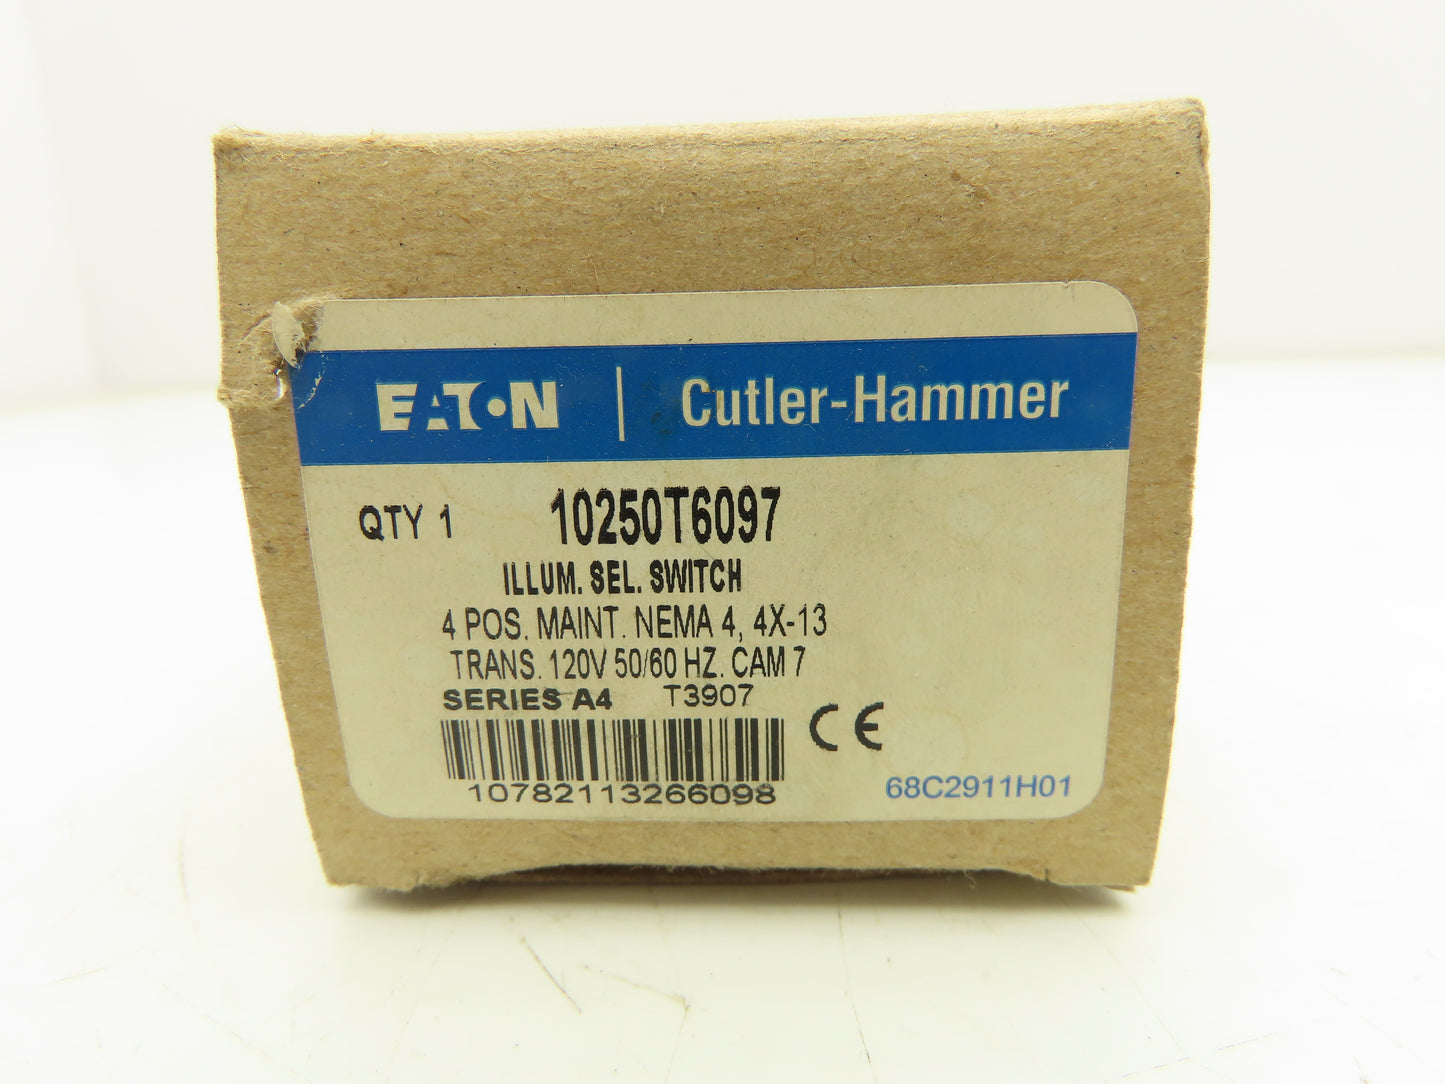 EATON | Cutler-Hammer
QTY 1 10250T6097
ILLUM. SEL. SWITCH
4 POS. MAINT. NEMA 4, 4X-13
TRANS. 120V 50/60 HZ. CAM 7
SERIES A4 T3907
CE
10782113266098
68C2911H01